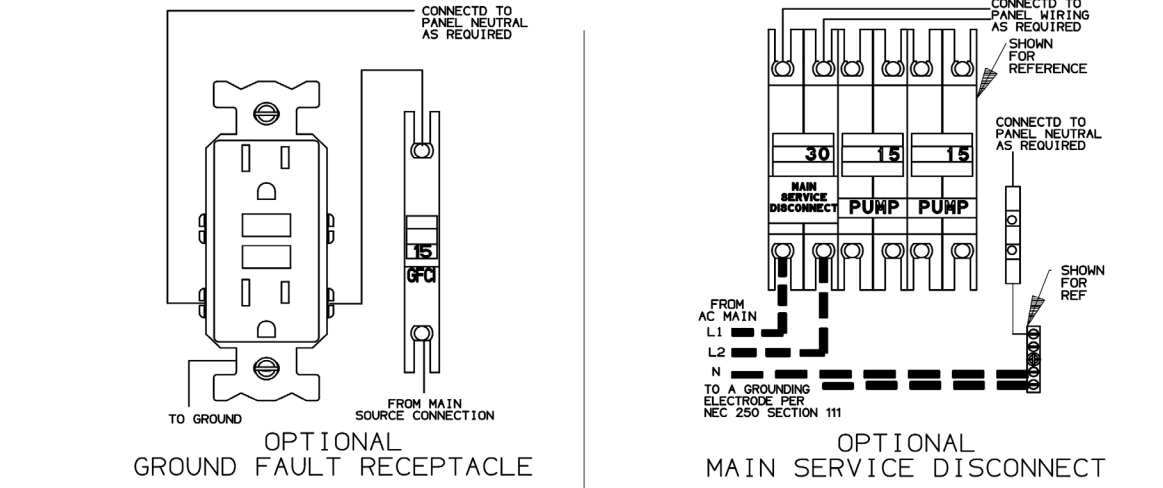 CONNECTD TO
PANEL NEUTRAL
AS REQUIRED
15
GFCI
TO GROUND
FROM MAIN
SOURCE CONNECTION
OPTIONAL
GROUND FAULT RECEPTACLE
CONNECTD TO
PANEL WIRING
AS REQUIRED
SHOWN
FOR
REFERENCE
CONNECTD TO
PANEL NEUTRAL
AS REQUIRED
30
15
15
MAIN
SERVICE
DISCONNECT
PUMP
PUMP
SHOWN
FOR
REF
FROM
AC MAIN
L1
L2
N
TO A GROUNDING
ELECTRODE PER
NEC 250 SECTION 111
OPTIONAL
MAIN SERVICE DISCONNECT